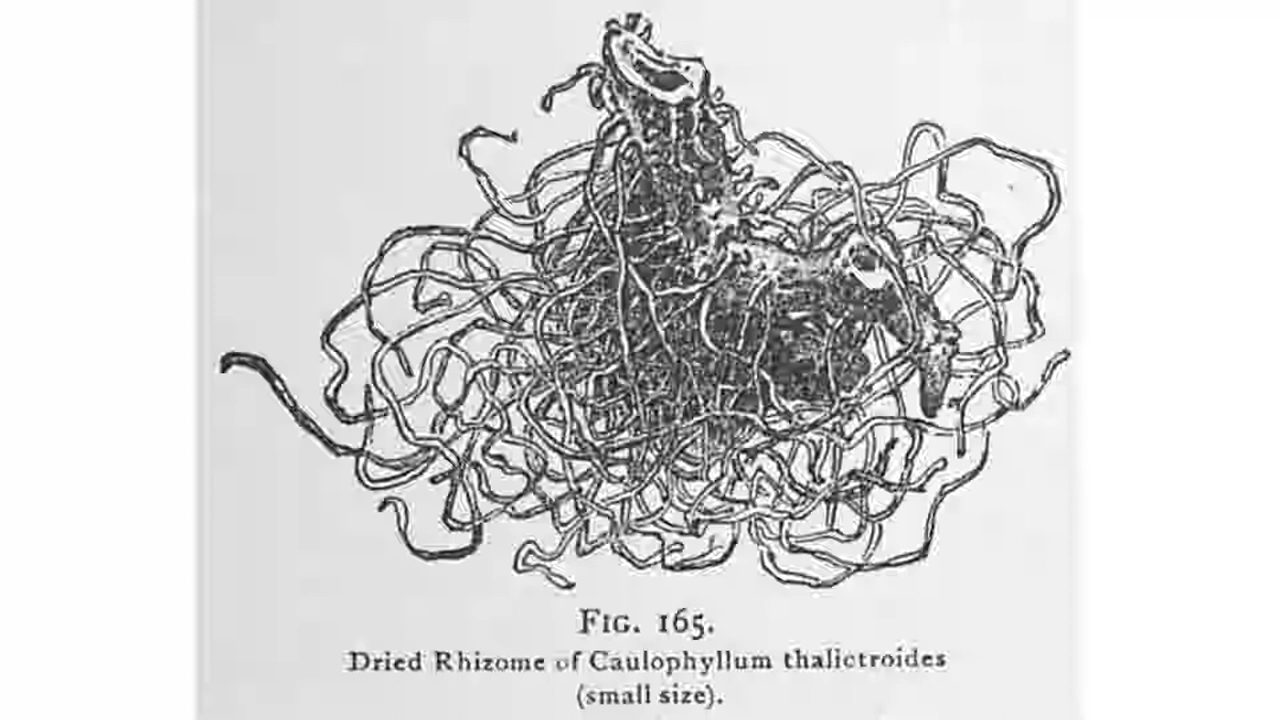 Fig. 165.
Dried Rhizome of Caulophyllum thalictroides
(small size).